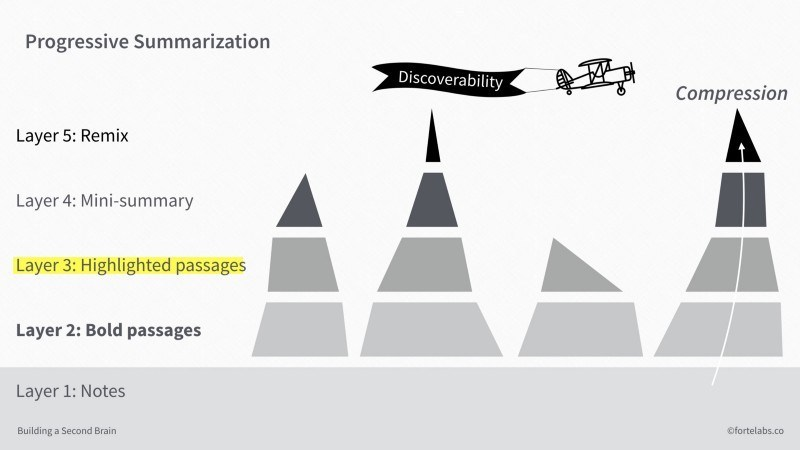 Progressive Summarization
Discoverability
Compression
Layer 5: Remix
Layer 4: Mini-summary
Layer 3: Highlighted passages
Layer 2: Bold passages
Layer 1: Notes
Building a Second Brain
©fortelabs.co